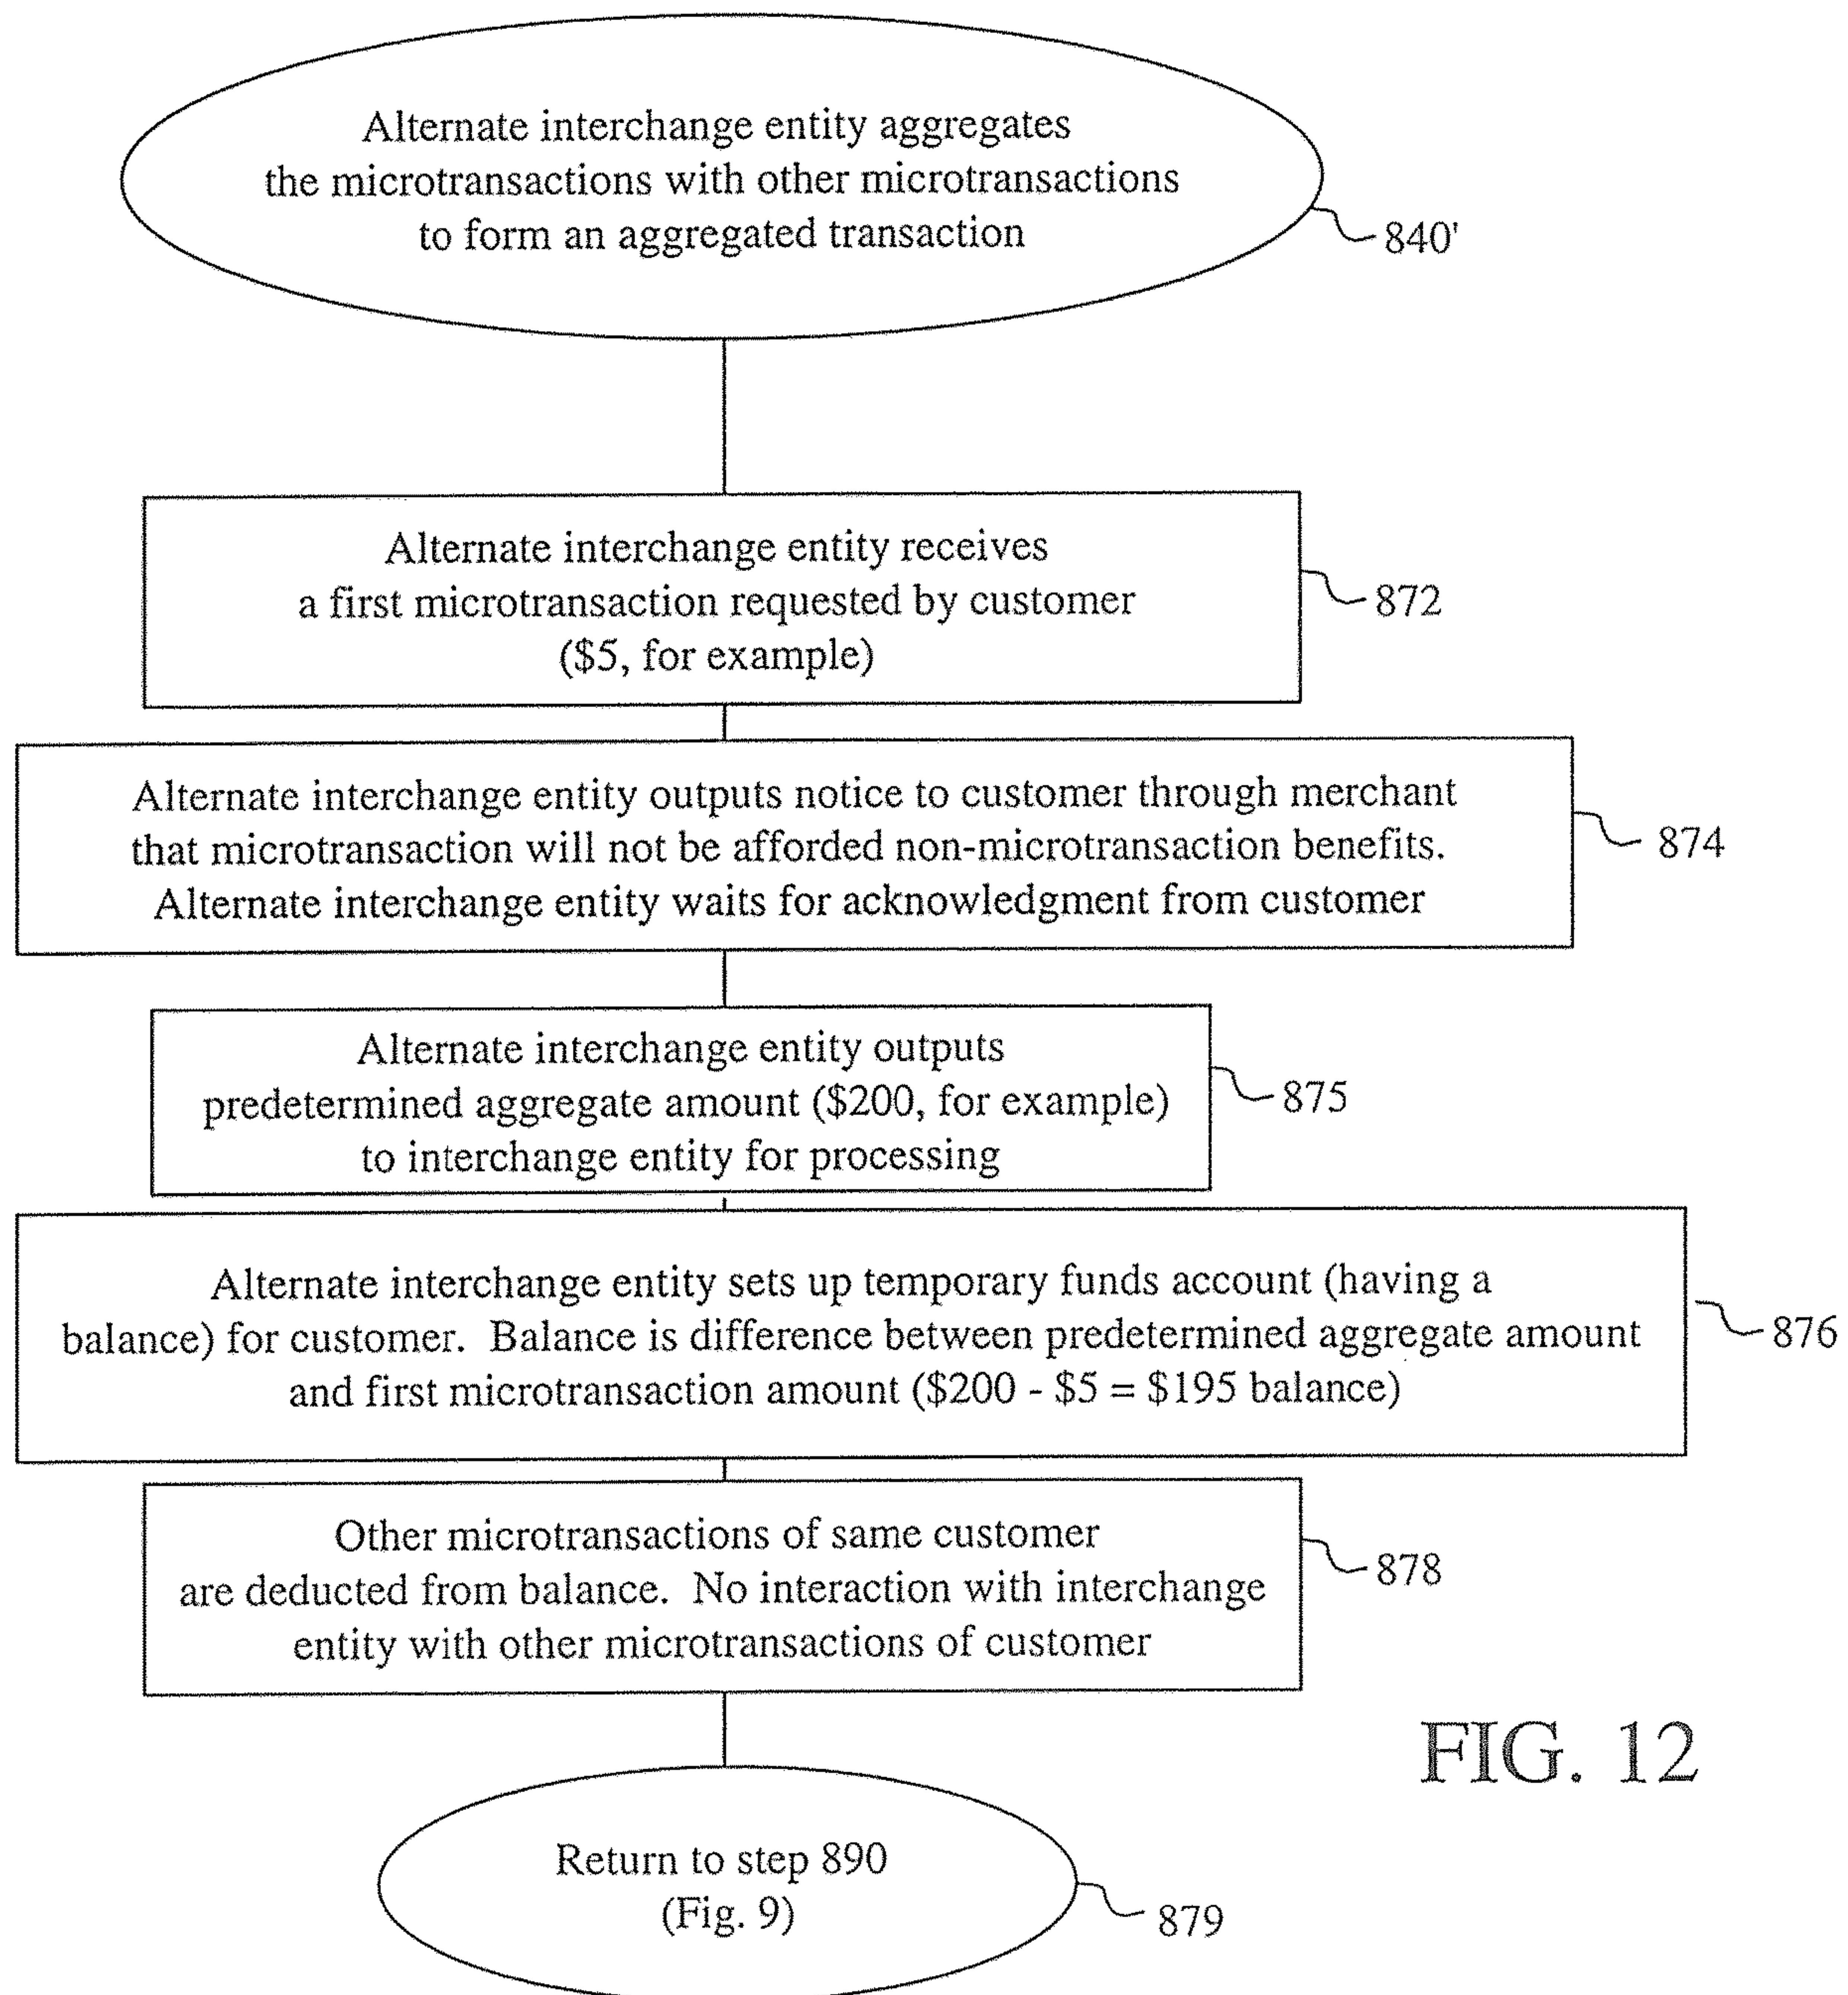 Alternate interchange entity aggregates
the microtransactions with other microtransactions
to form an aggregated transaction
840'
Alternate interchange entity receives
a first microtransaction requested by customer
($5, for example)
872
Alternate interchange entity outputs notice to customer through merchant
that microtransaction will not be afforded non-microtransaction benefits.
Alternate interchange entity waits for acknowledgment from customer
874
Alternate interchange entity outputs
predetermined aggregate amount ($200, for example)
to interchange entity for processing
875
Alternate interchange entity sets up temporary funds account (having a
balance) for customer.  Balance is difference between predetermined aggregate amount
and first microtransaction amount ($200 - $5 = $195 balance)
876
Other microtransactions of same customer
are deducted from balance.  No interaction with interchange
entity with other microtransactions of customer
878
FIG. 12
Return to step 890
(Fig. 9)
879